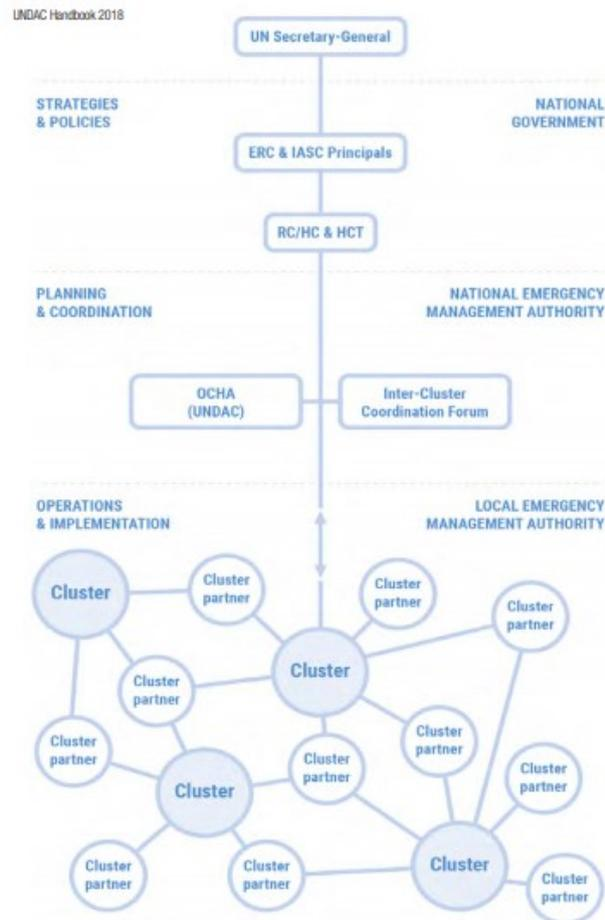 UNDAC Handbook 2018
UN Secretary-General
STRATEGIES
& POLICIES
NATIONAL
GOVERNMENT
ERC & IASC Principals
RC/HC & HCT
PLANNING
& COORDINATION
NATIONAL EMERGENCY
MANAGEMENT AUTHORITY
OCHA
(UNDAC)
Inter-Cluster
Coordination Forum
OPERATIONS
& IMPLEMENTATION
LOCAL EMERGENCY
MANAGEMENT AUTHORITY
Cluster
Cluster
partner
Cluster
partner
Cluster
partner
Cluster
Cluster
partner
Cluster
partner
Cluster
partner
Cluster
partner
Cluster
partner
Cluster
Cluster
partner
Cluster
partner
Cluster
Cluster
partner